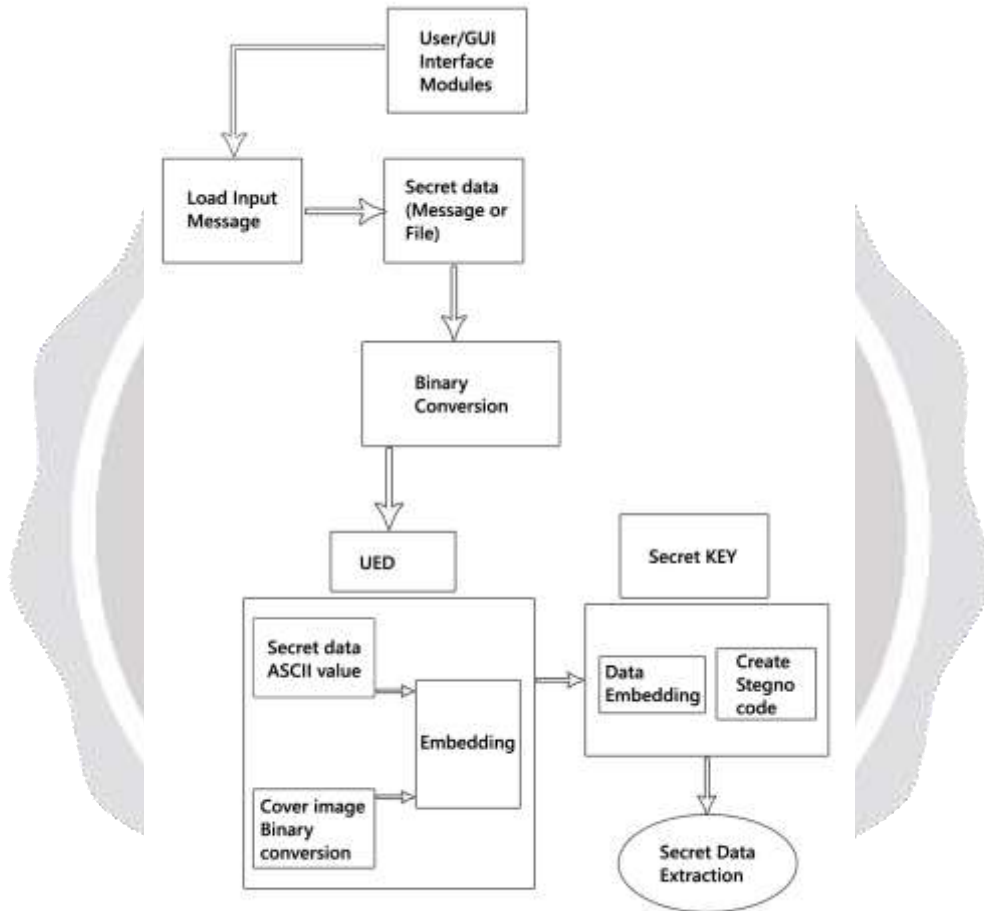 User/GUI
Interface
Modules
Load Input
Message
Secret data
(Message or
File)
Binary
Conversion
UED
Secret KEY
Secret data
ASCII value
Embedding
Cover image
Binary
conversion
Data
Embedding
Create
Stegno
code
Secret Data
Extraction